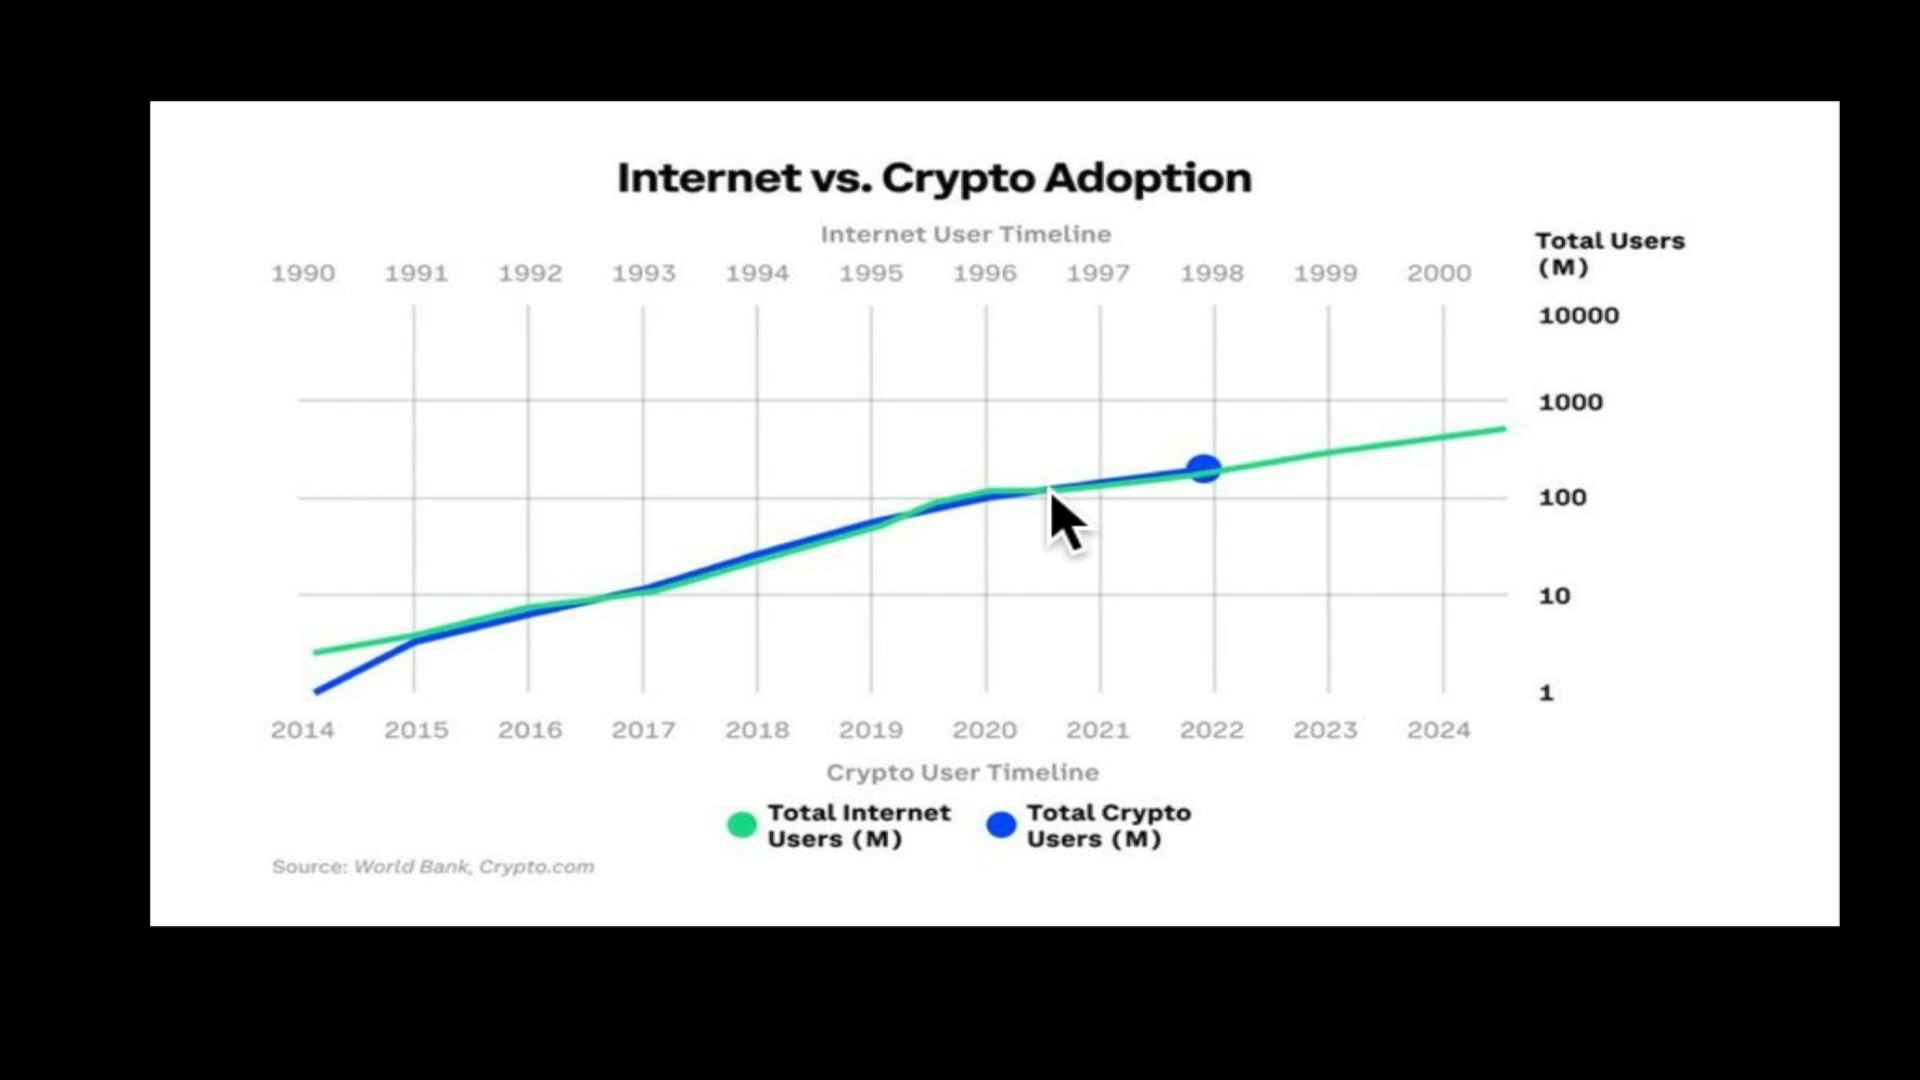 Internet vs. Crypto Adoption
Internet User Timeline
1990 1991 1992 1993 1994 1995 1996 1997 1998 1999 2000
Total Users
(M)
10000
1000
100
10
1
2014 2015 2016 2017 2018 2019 2020 2021 2022 2023 2024
Crypto User Timeline
Total Internet
Users (M)
Total Crypto
Users (M)
Source: World Bank, Crypto.com